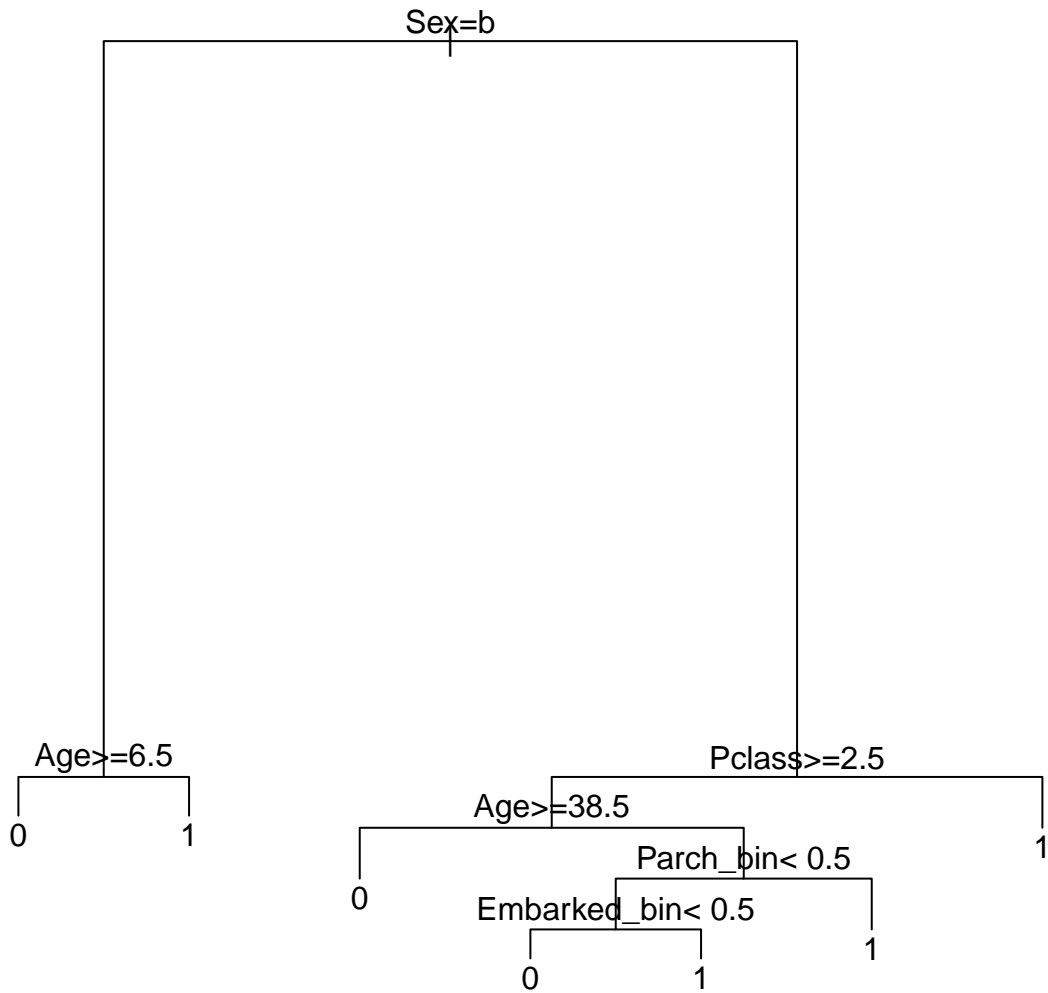 Sex=b
Age>=6.5
Pclass>=2.5
Age>=38.5
0
1
1
Parch_bin< 0.5
0
Embarked_bin< 0.5
1
0
1